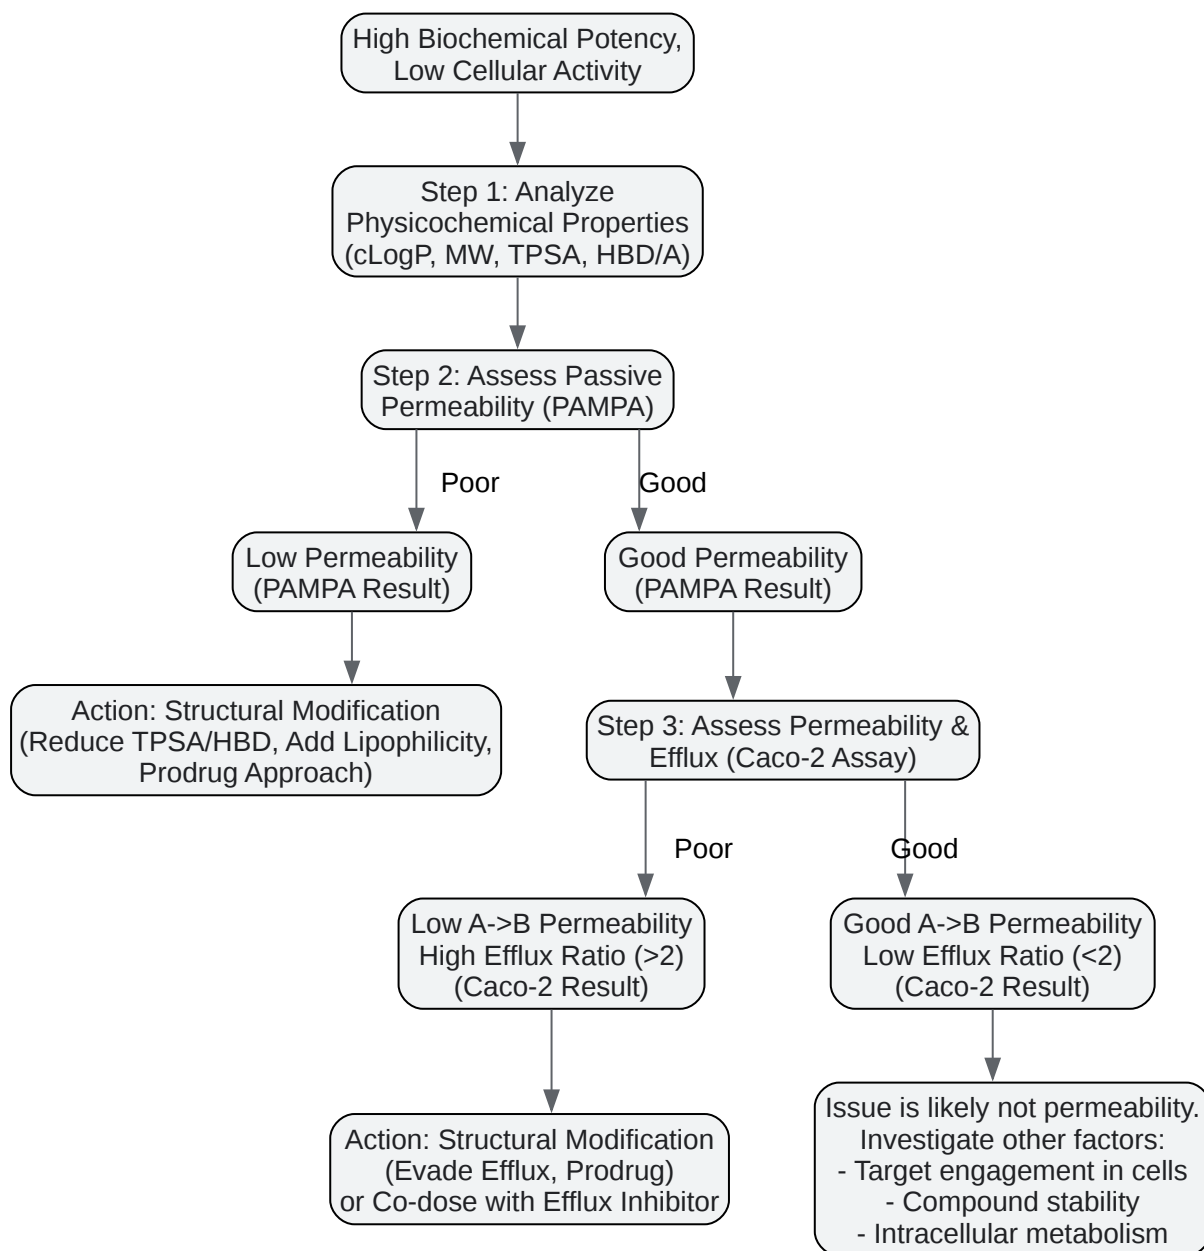 High Biochemical Potency,
Low Cellular Activity
Step 1: Analyze
Physicochemical Properties
(cLogP, MW, TPSA, HBD/A)
Step 2: Assess Passive
Permeability (PAMPA)
Poor
Good
Low Permeability
(PAMPA Result)
Good Permeability
(PAMPA Result)
Action: Structural Modification
(Reduce TPSA/HBD, Add Lipophilicity,
Prodrug Approach)
Step 3: Assess Permeability &
Efflux (Caco-2 Assay)
Poor
Good
Low A->B Permeability
High Efflux Ratio (>2)
(Caco-2 Result)
Good A->B Permeability
Low Efflux Ratio (<2)
(Caco-2 Result)
Action: Structural Modification
(Evade Efflux, Prodrug)
or Co-dose with Efflux Inhibitor
Issue is likely not permeability.
Investigate other factors:
- Target engagement in cells
- Compound stability
- Intracellular metabolism